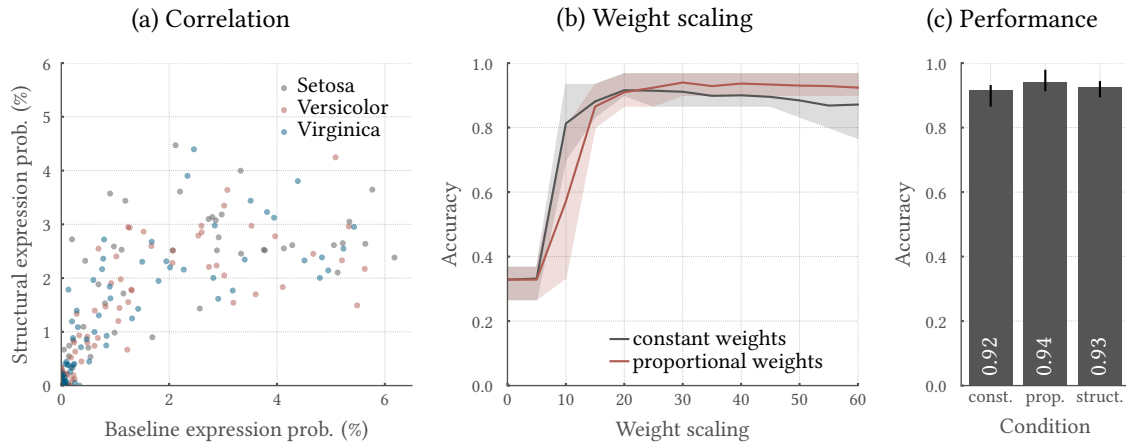 (a) Correlation
(b) Weight scaling
(c) Performance
6
5
4
3
2
1
0
Structural expression prob. (%)
Setosa
Versicolor
Virginica
0
2
4
6
Baseline expression prob. (%)
1.0
0.8
0.6
0.4
0.2
0.0
Accuracy
constant weights
proportional weights
0
10
20
30
40
50
60
Weight scaling
1.0
0.8
0.6
0.4
0.2
0.0
Accuracy
0.92
0.94
0.93
const.
prop.
struct.
Condition